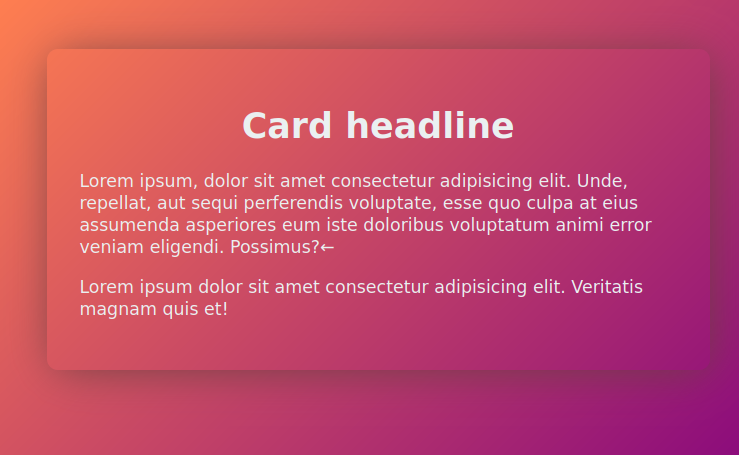 Card headline
Lorem ipsum, dolor sit amet consectetur adipisicing elit. Unde,
repellat, aut sequi perferendis voluptate, esse quo culpa at eius
assumenda asperiores eum iste doloribus voluptatum animi error
veniam eligendi. Possimus?←
Lorem ipsum dolor sit amet consectetur adipisicing elit. Veritatis
magnam quis et!